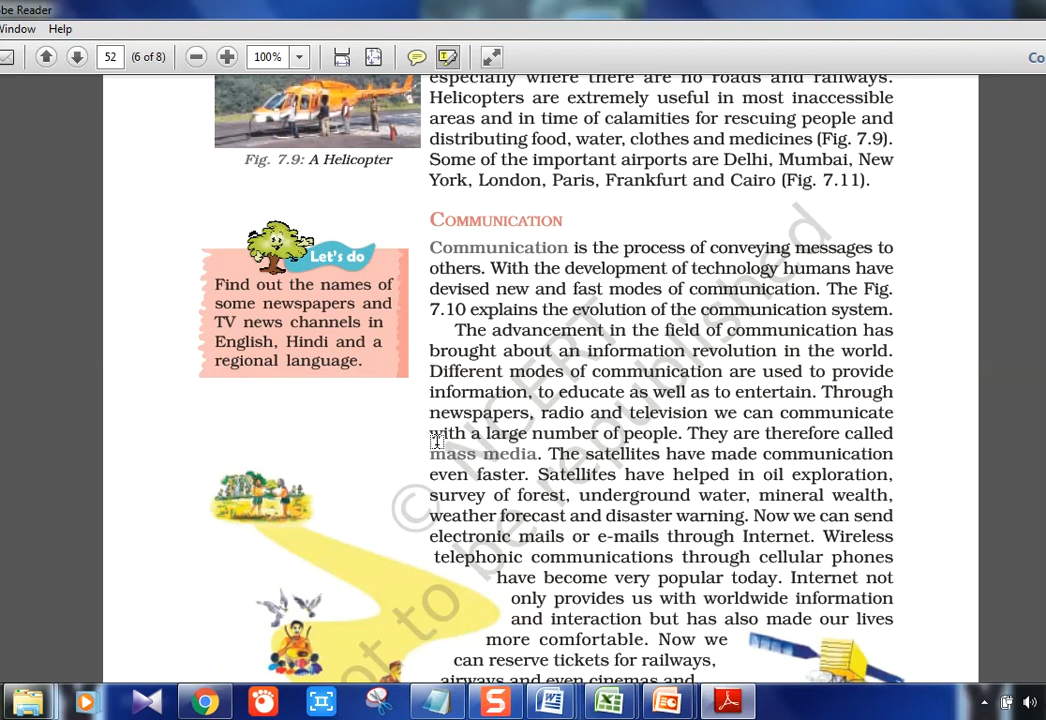 obe Reader
Window Help
52 (6 of 8) 100% Co
especially where there are no roads and railways.
Helicopters are extremely useful in most inaccessible
areas and in time of calamities for rescuing people and
distributing food, water, clothes and medicines (Fig. 7.9).
Some of the important airports are Delhi, Mumbai, New
York, London, Paris, Frankfurt and Cairo (Fig. 7.11).
Fig. 7.9: A Helicopter
COMMUNICATION
Communication is the process of conveying messages to
others. With the development of technology humans have
devised new and fast modes of communication. The Fig.
7.10 explains the evolution of the communication system.
Let's do
Find out the names of
some newspapers and
TV news channels in
English, Hindi and a
regional language.
The advancement in the field of communication has
brought about an information revolution in the world.
Different modes of communication are used to provide
information, to educate as well as to entertain. Through
newspapers, radio and television we can communicate
with a large number of people. They are therefore called
mass media. The satellites have made communication
even faster. Satellites have helped in oil exploration,
survey of forest, underground water, mineral wealth,
weather forecast and disaster warning. Now we can send
electronic mails or e-mails through Internet. Wireless
telephonic communications through cellular phones
have become very popular today. Internet not
only provides us with worldwide information
and interaction but has also made our lives
more comfortable. Now we
can reserve tickets for railways,
airways and even cinemas and
© NCERT
not to be republished
52